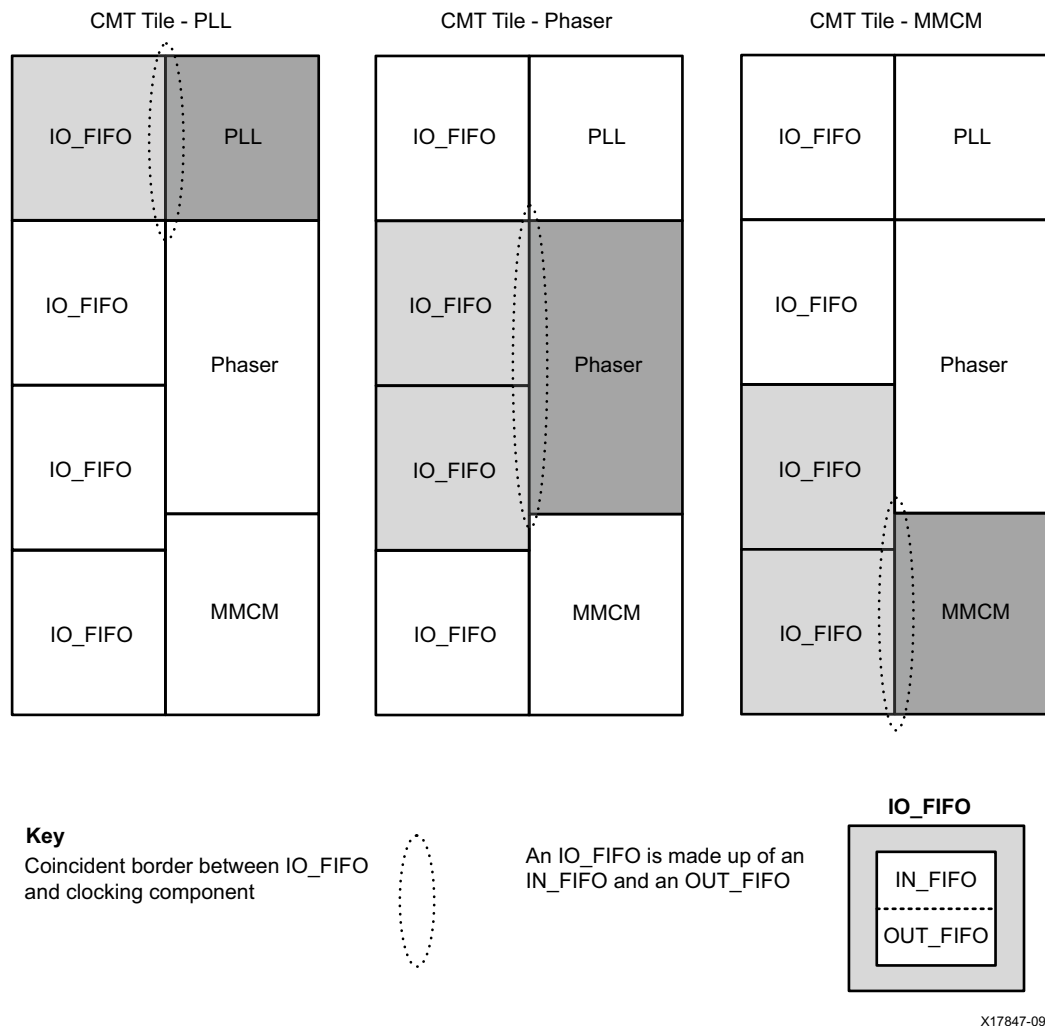 CMT Tile - PLL
CMT Tile - Phaser
CMT Tile - MMCM
IO_FIFO
PLL
IO_FIFO
Phaser
IO_FIFO
MMCM
IO_FIFO
IO_FIFO
PLL
IO_FIFO
Phaser
IO_FIFO
MMCM
IO_FIFO
IO_FIFO
PLL
IO_FIFO
Phaser
IO_FIFO
MMCM
IO_FIFO
Key
Coincident border between IO_FIFO
and clocking component
An IO_FIFO is made up of an
IN_FIFO and an OUT_FIFO
IO_FIFO
IN_FIFO
OUT_FIFO
X17847-09